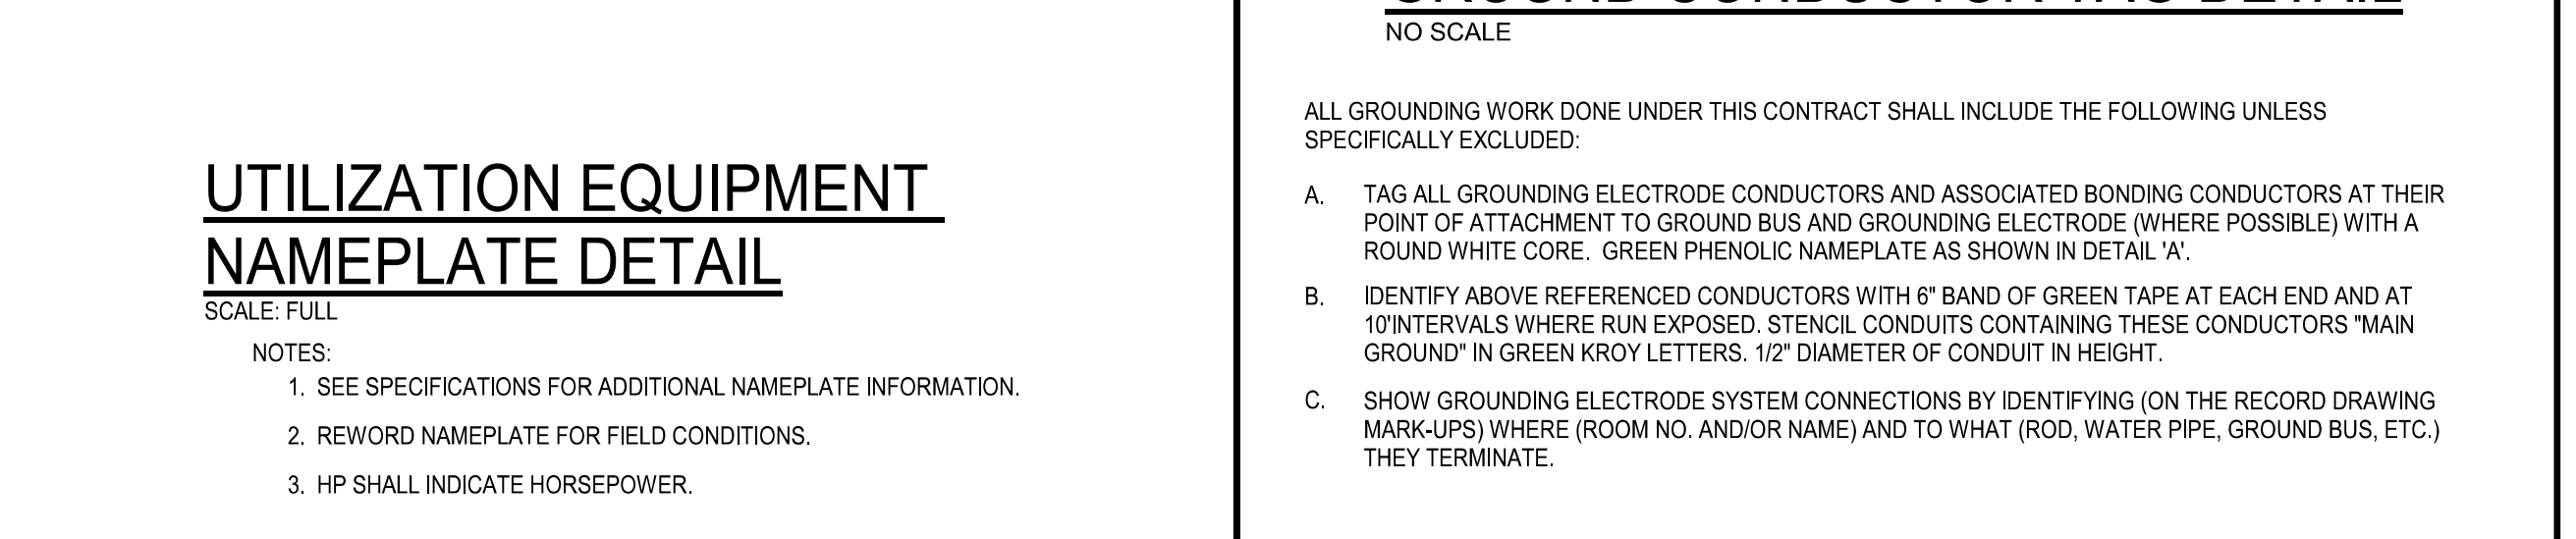 UTILIZATION EQUIPMENT
NAMEPLATE DETAIL
SCALE: FULL
NOTES:
1. SEE SPECIFICATIONS FOR ADDITIONAL NAMEPLATE INFORMATION.
2. REWORD NAMEPLATE FOR FIELD CONDITIONS.
3. HP SHALL INDICATE HORSEPOWER.
GROUND CONDUCTOR TAG DETAIL
NO SCALE
ALL GROUNDING WORK DONE UNDER THIS CONTRACT SHALL INCLUDE THE FOLLOWING UNLESS
SPECIFICALLY EXCLUDED:
A. TAG ALL GROUNDING ELECTRODE CONDUCTORS AND ASSOCIATED BONDING CONDUCTORS AT THEIR
POINT OF ATTACHMENT TO GROUND BUS AND GROUNDING ELECTRODE (WHERE POSSIBLE) WITH A
ROUND WHITE CORE. GREEN PHENOLIC NAMEPLATE AS SHOWN IN DETAIL 'A'.
B. IDENTIFY ABOVE REFERENCED CONDUCTORS WITH 6" BAND OF GREEN TAPE AT EACH END AND AT
10'INTERVALS WHERE RUN EXPOSED. STENCIL CONDUITS CONTAINING THESE CONDUCTORS "MAIN
GROUND" IN GREEN KROY LETTERS. 1/2" DIAMETER OF CONDUIT IN HEIGHT.
C. SHOW GROUNDING ELECTRODE SYSTEM CONNECTIONS BY IDENTIFYING (ON THE RECORD DRAWING
MARK-UPS) WHERE (ROOM NO. AND/OR NAME) AND TO WHAT (ROD, WATER PIPE, GROUND BUS, ETC.)
THEY TERMINATE.